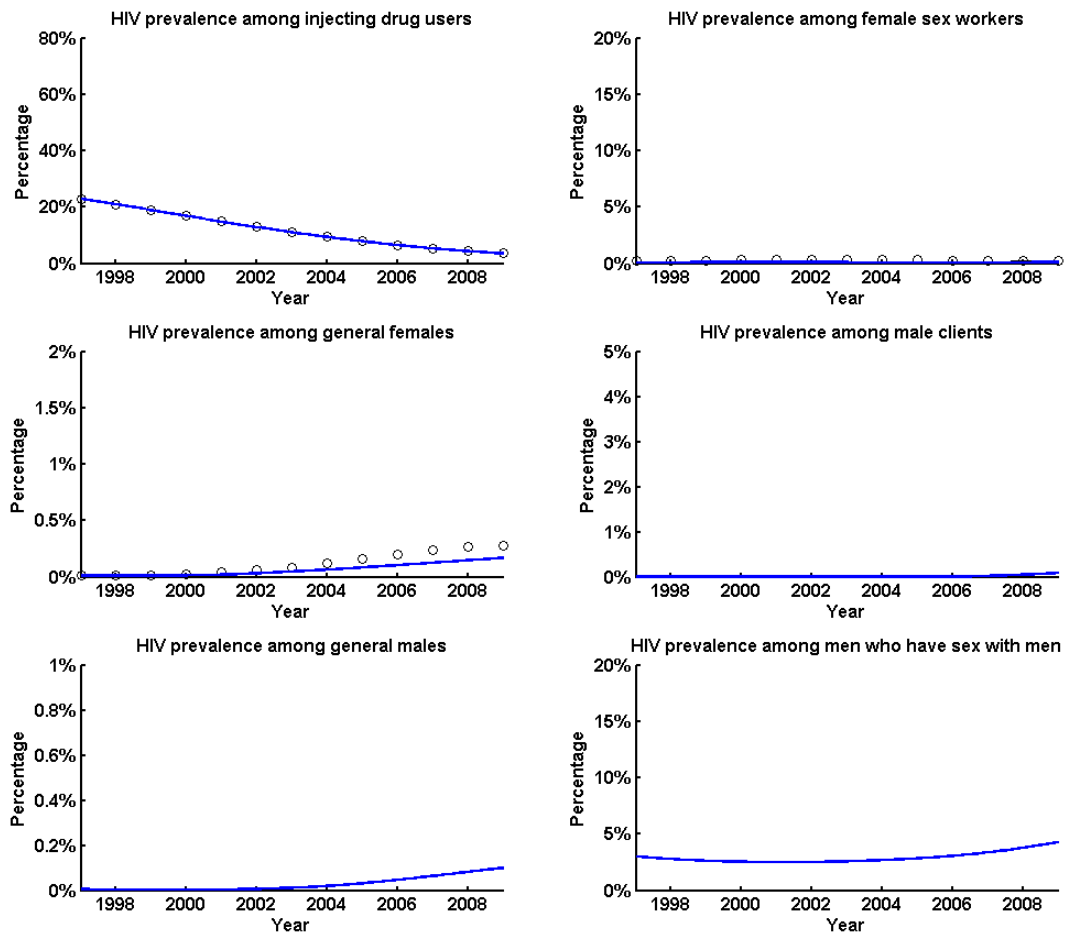 HIV prevalence among injecting drug users
80%
60%
40%
20%
0%
Percentage
1998 2000 2002 2004 2006 2008
Year
HIV prevalence among female sex workers
20%
15%
10%
5%
0%
Percentage
1998 2000 2002 2004 2006 2008
Year
HIV prevalence among general females
2%
1.5%
1%
0.5%
0%
Percentage
1998 2000 2002 2004 2006 2008
Year
HIV prevalence among male clients
5%
4%
3%
2%
1%
0%
Percentage
1998 2000 2002 2004 2006 2008
Year
HIV prevalence among general males
1%
0.8%
0.6%
0.4%
0.2%
0%
Percentage
1998 2000 2002 2004 2006 2008
Year
HIV prevalence among men who have sex with men
20%
15%
10%
5%
0%
Percentage
1998 2000 2002 2004 2006 2008
Year